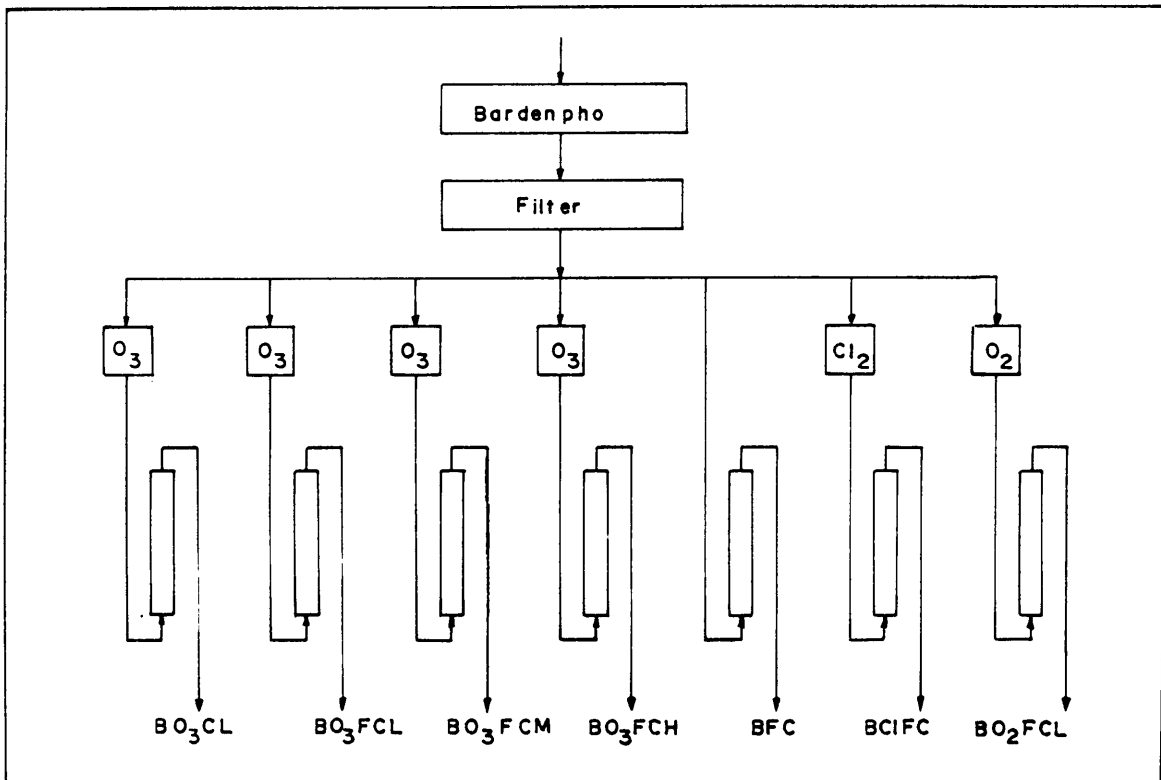 Bardenpho
Filter
O3 O3 O3 O3 Cl2 O2
BO3CL BO3FCL BO3FCM BO3FCH BFC BClFC BO2FCL